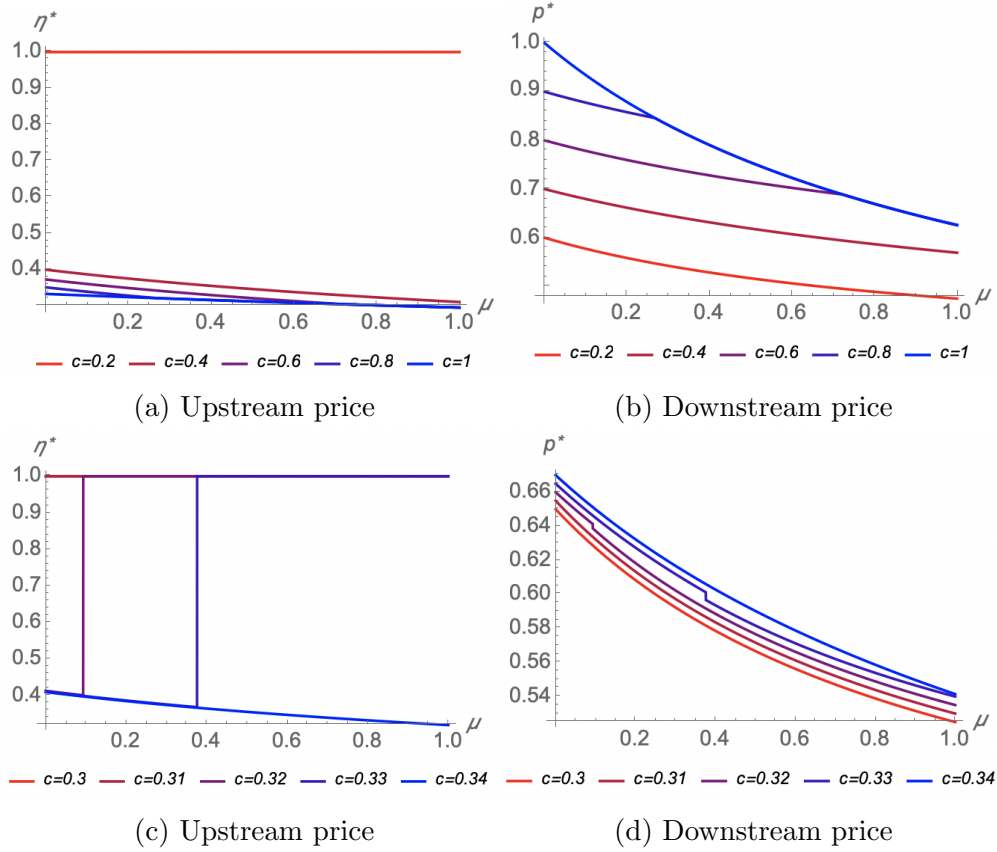 η*
1.0
0.9
0.8
0.7
0.6
0.5
0.4
0.2 0.4 0.6 0.8 1.0 μ
c=0.2 c=0.4 c=0.6 c=0.8 c=1
(a) Upstream price
p*
1.0
0.9
0.8
0.7
0.6
0.2 0.4 0.6 0.8 1.0 μ
c=0.2 c=0.4 c=0.6 c=0.8 c=1
(b) Downstream price
η*
1.0
0.9
0.8
0.7
0.6
0.5
0.4
0.2 0.4 0.6 0.8 1.0 μ
c=0.3 c=0.31 c=0.32 c=0.33 c=0.34
(c) Upstream price
p*
0.66
0.64
0.62
0.60
0.58
0.56
0.54
0.2 0.4 0.6 0.8 1.0 μ
c=0.3 c=0.31 c=0.32 c=0.33 c=0.34
(d) Downstream price